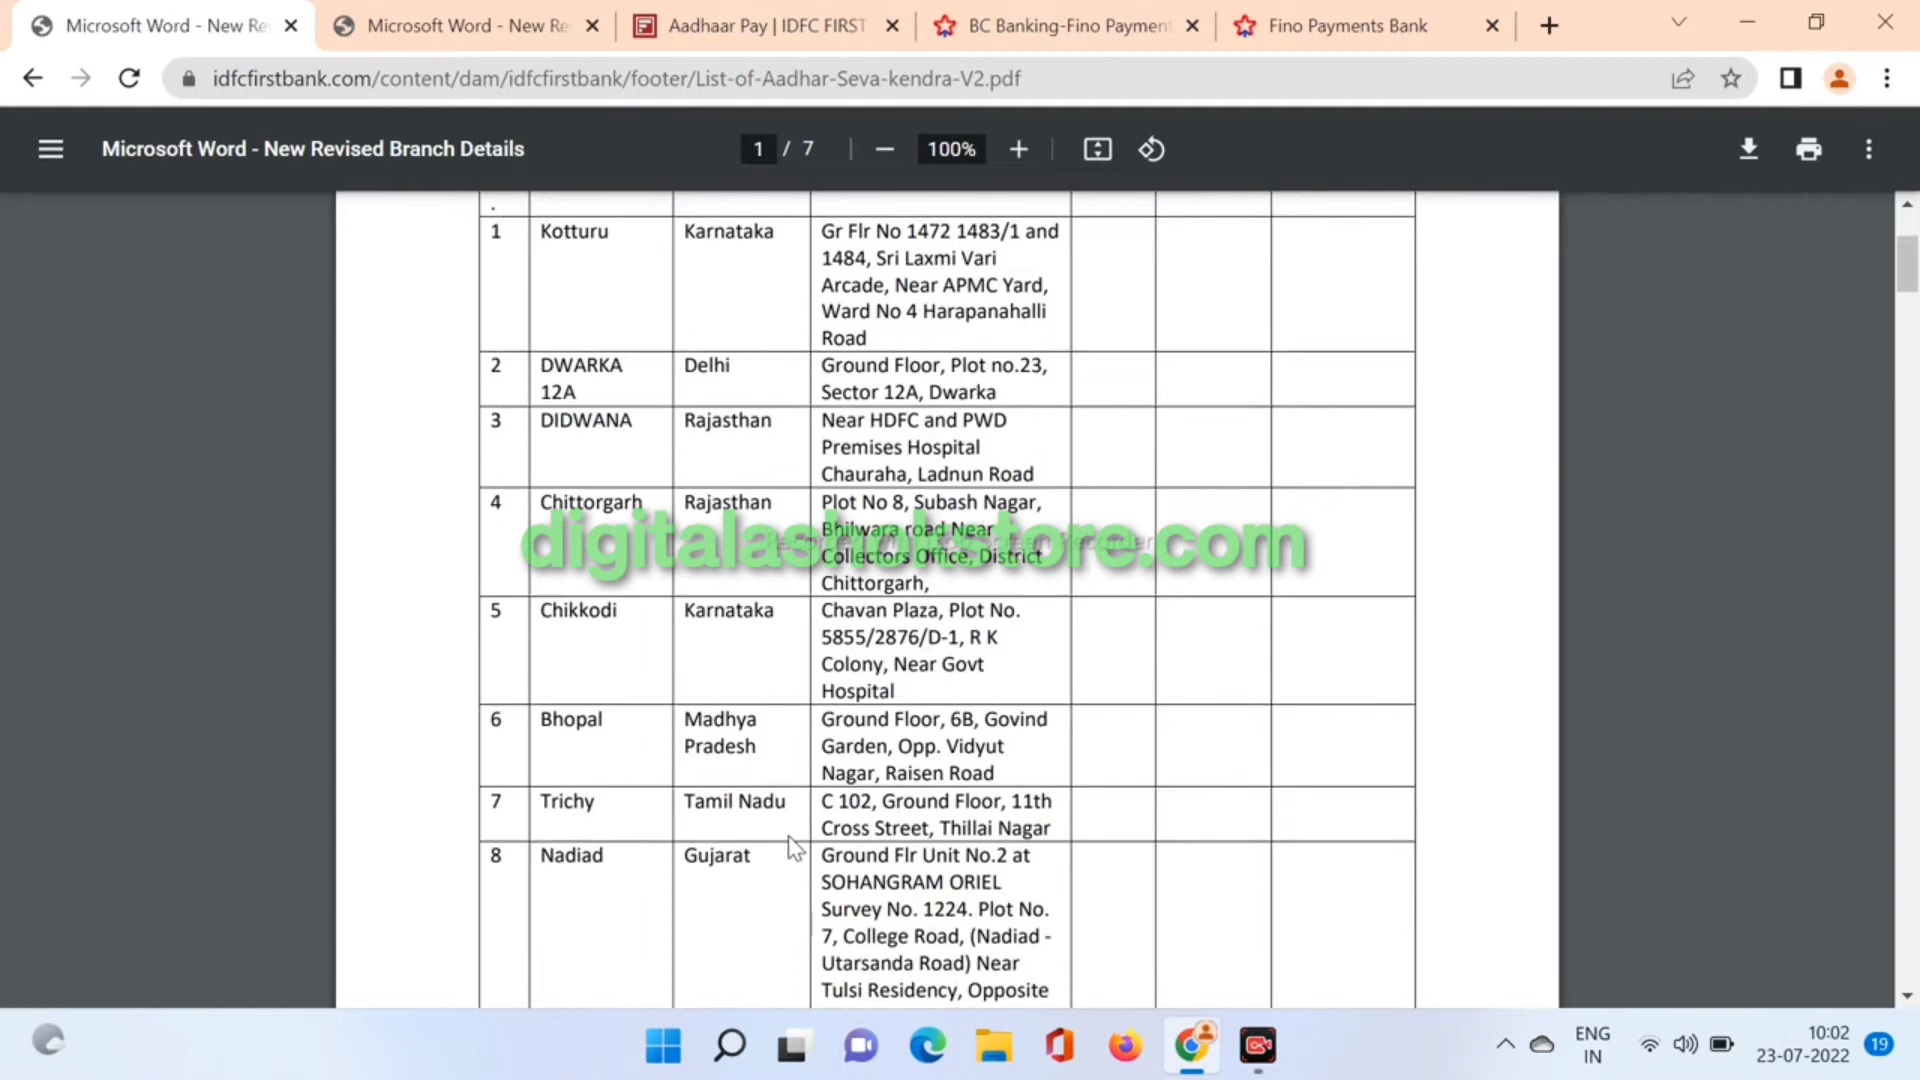 Microsoft Word - New Re
Microsoft Word - New Re
Aadhaar Pay | IDFC FIRST
BC Banking-Fino Payment
Fino Payments Bank
idfcfirstbank.com/content/dam/idfcfirstbank/footer/List-of-Aadhar-Seva-kendra-V2.pdf
Microsoft Word - New Revised Branch Details
1 / 7
100%
.
1 Kotturu Karnataka Gr Flr No 1472 1483/1 and
1484, Sri Laxmi Vari
Arcade, Near APMC Yard,
Ward No 4 Harapanahalli
Road
2 DWARKA Delhi Ground Floor, Plot no.23,
12A Sector 12A, Dwarka
3 DIDWANA Rajasthan Near HDFC and PWD
Premises Hospital
Chauraha, Ladnun Road
4 Chittorgarh Rajasthan Plot No 8, Subash Nagar,
Bhilwara road Near
digitalashokstore.com
Collectors Office, District
Chittorgarh,
5 Chikkodi Karnataka Chavan Plaza, Plot No.
5855/2876/D-1, R K
Colony, Near Govt
Hospital
6 Bhopal Madhya Ground Floor, 6B, Govind
Pradesh Garden, Opp. Vidyut
Nagar, Raisen Road
7 Trichy Tamil Nadu C 102, Ground Floor, 11th
Cross Street, Thillai Nagar
8 Nadiad Gujarat Ground Flr Unit No.2 at
SOHANGRAM ORIEL
Survey No. 1224. Plot No.
7, College Road, (Nadiad -
Utarsanda Road) Near
Tulsi Residency, Opposite
ENG
IN
10:02
23-07-2022
19